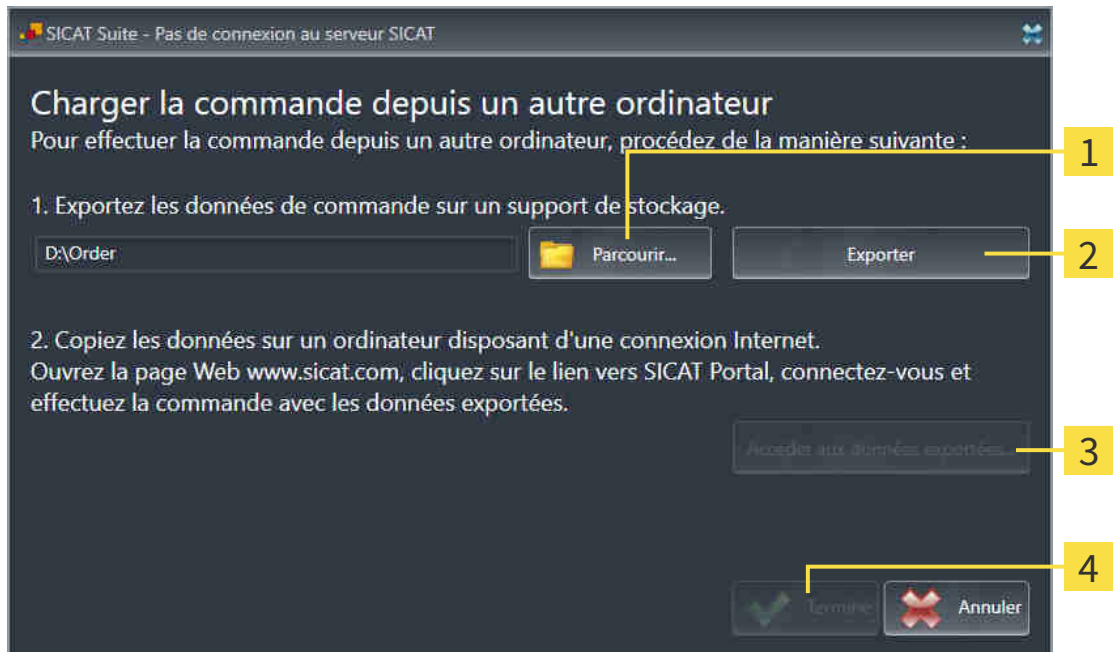 SICAT Suite - Pas de connexion au serveur SICAT
Charger la commande depuis un autre ordinateur
Pour effectuer la commande depuis un autre ordinateur, procédez de la manière suivante :
1
1. Exportez les données de commande sur un support de stockage.
D:\Order
Parcourir...
Exporter
2
2. Copiez les données sur un ordinateur disposant d'une connexion Internet.
Ouvrez la page Web www.sicat.com, cliquez sur le lien vers SICAT Portal, connectez-vous et
effectuez la commande avec les données exportées.
Accéder aux données exportées...
3
4
Terminé
Annuler